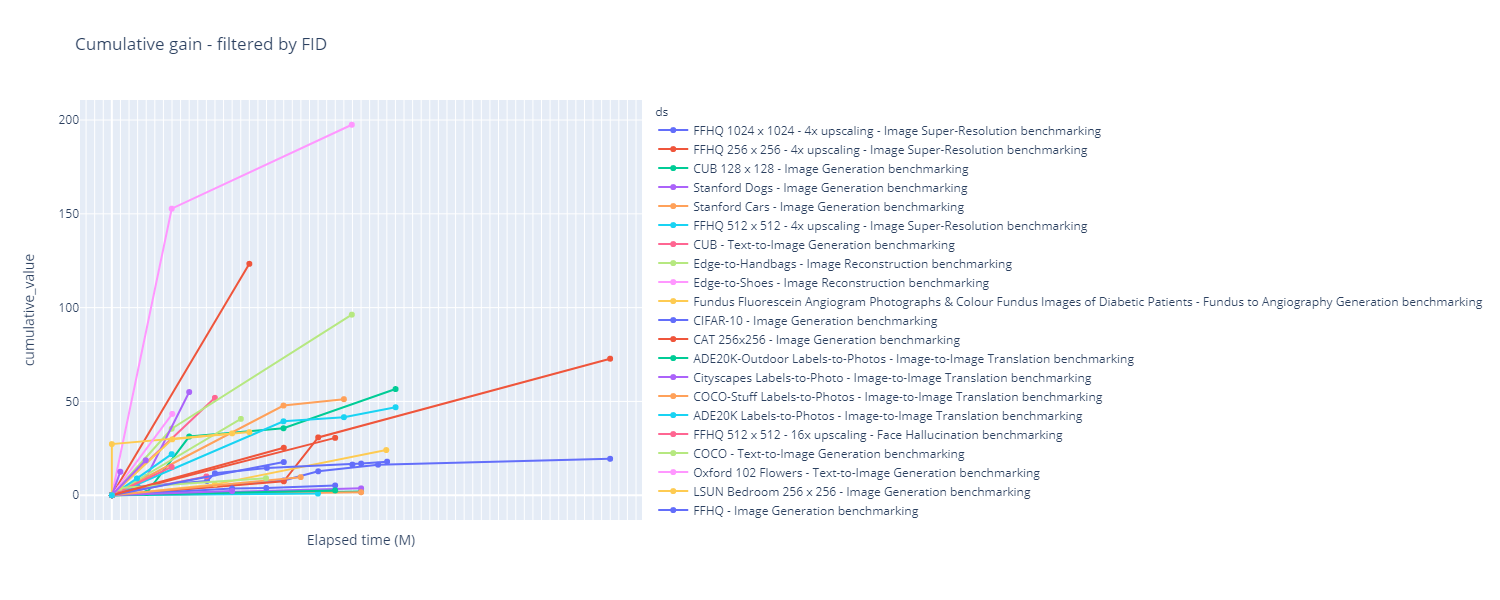 Cumulative gain - filtered by FID
200
150
100
50
0
cumulative_value
Elapsed time (M)
ds
FFHQ 1024 x 1024 - 4x upscaling - Image Super-Resolution benchmarking
FFHQ 256 x 256 - 4x upscaling - Image Super-Resolution benchmarking
CUB 128 x 128 - Image Generation benchmarking
Stanford Dogs - Image Generation benchmarking
Stanford Cars - Image Generation benchmarking
FFHQ 512 x 512 - 4x upscaling - Image Super-Resolution benchmarking
CUB - Text-to-Image Generation benchmarking
Edge-to-Handbags - Image Reconstruction benchmarking
Edge-to-Shoes - Image Reconstruction benchmarking
Fundus Fluorescein Angiogram Photographs & Colour Fundus Images of Diabetic Patients - Fundus to Angiography Generation benchmarking
CIFAR-10 - Image Generation benchmarking
CAT 256x256 - Image Generation benchmarking
ADE20K-Outdoor Labels-to-Photos - Image-to-Image Translation benchmarking
Cityscapes Labels-to-Photo - Image-to-Image Translation benchmarking
COCO-Stuff Labels-to-Photos - Image-to-Image Translation benchmarking
ADE20K Labels-to-Photos - Image-to-Image Translation benchmarking
FFHQ 512 x 512 - 16x upscaling - Face Hallucination benchmarking
COCO - Text-to-Image Generation benchmarking
Oxford 102 Flowers - Text-to-Image Generation benchmarking
LSUN Bedroom 256 x 256 - Image Generation benchmarking
FFHQ - Image Generation benchmarking